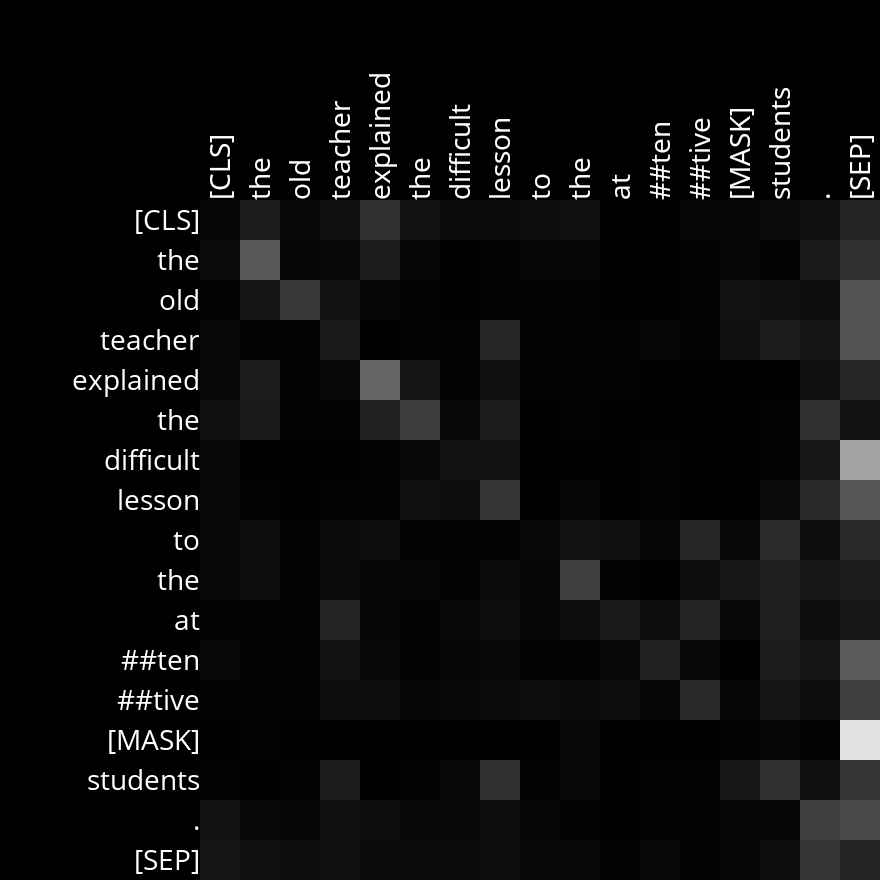 [CLS] the old teacher explained the difficult lesson to the at ##ten ##tive [MASK] students . [SEP]
[CLS]
the
old
teacher
explained
the
difficult
lesson
to
the
at
##ten
##tive
[MASK]
students
.
[SEP]